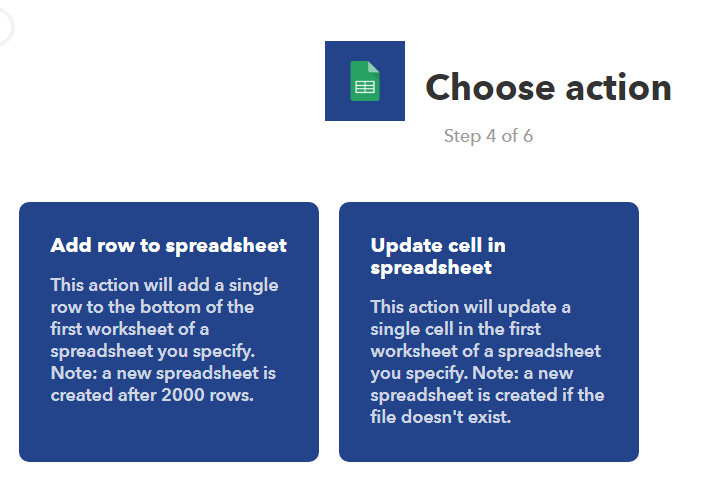 Choose action
Step 4 of 6
Add row to spreadsheet
This action will add a single
row to the bottom of the
first worksheet of a
spreadsheet you specify.
Note: a new spreadsheet is
created after 2000 rows.
Update cell in
spreadsheet
This action will update a
single cell in the first
worksheet of a spreadsheet
you specify. Note: a new
spreadsheet is created if the
file doesn't exist.